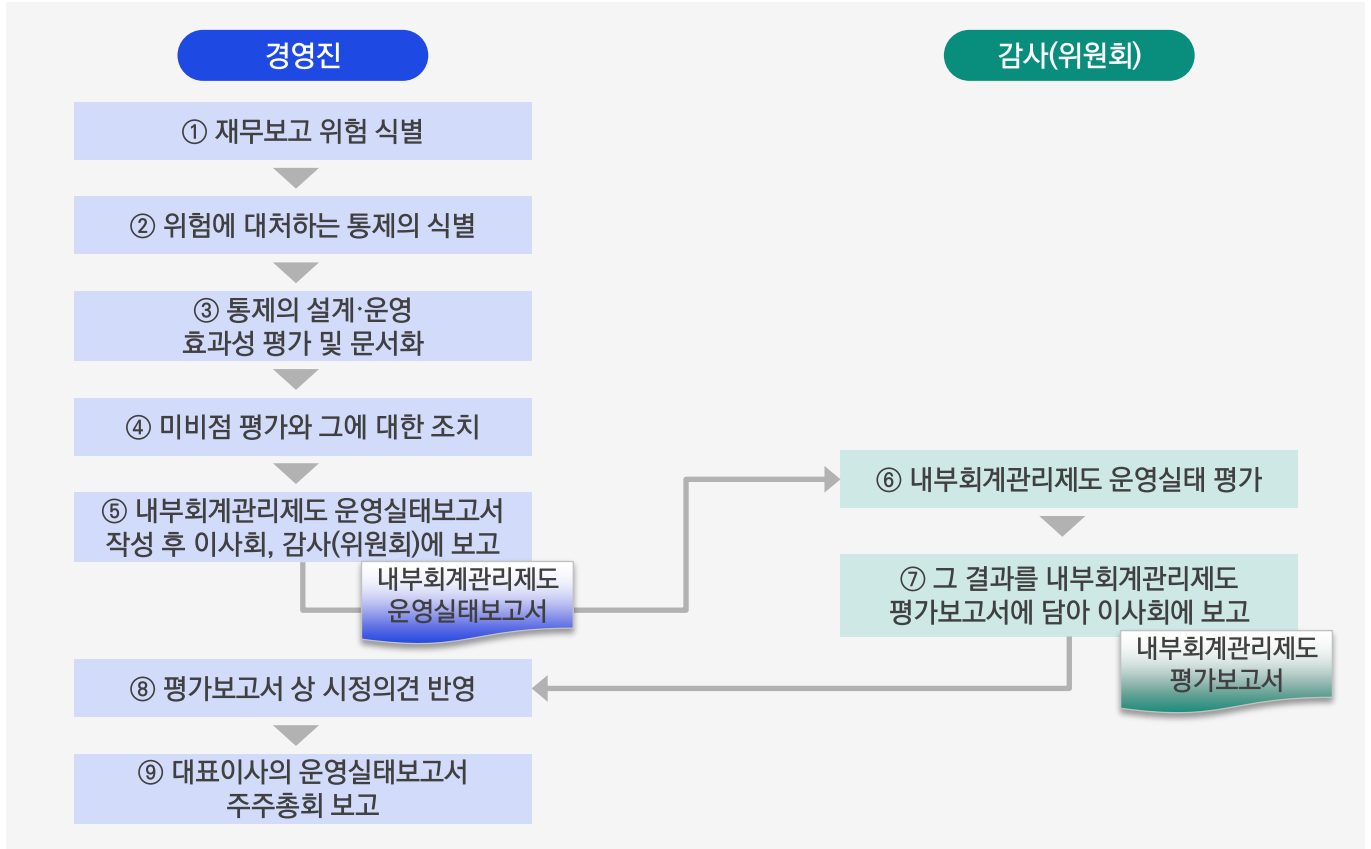 경영진
감사(위원회)
① 재무보고 위험 식별
② 위험에 대처하는 통제의 식별
③ 통제의 설계·운영
효과성 평가 및 문서화
④ 미비점 평가와 그에 대한 조치
⑤ 내부회계관리제도 운영실태보고서
작성 후 이사회, 감사(위원회)에 보고
내부회계관리제도
운영실태보고서
⑥ 내부회계관리제도 운영실태 평가
⑦ 그 결과를 내부회계관리제도
평가보고서에 담아 이사회에 보고
내부회계관리제도
평가보고서
⑧ 평가보고서 상 시정의견 반영
⑨ 대표이사의 운영실태보고서
주주총회 보고